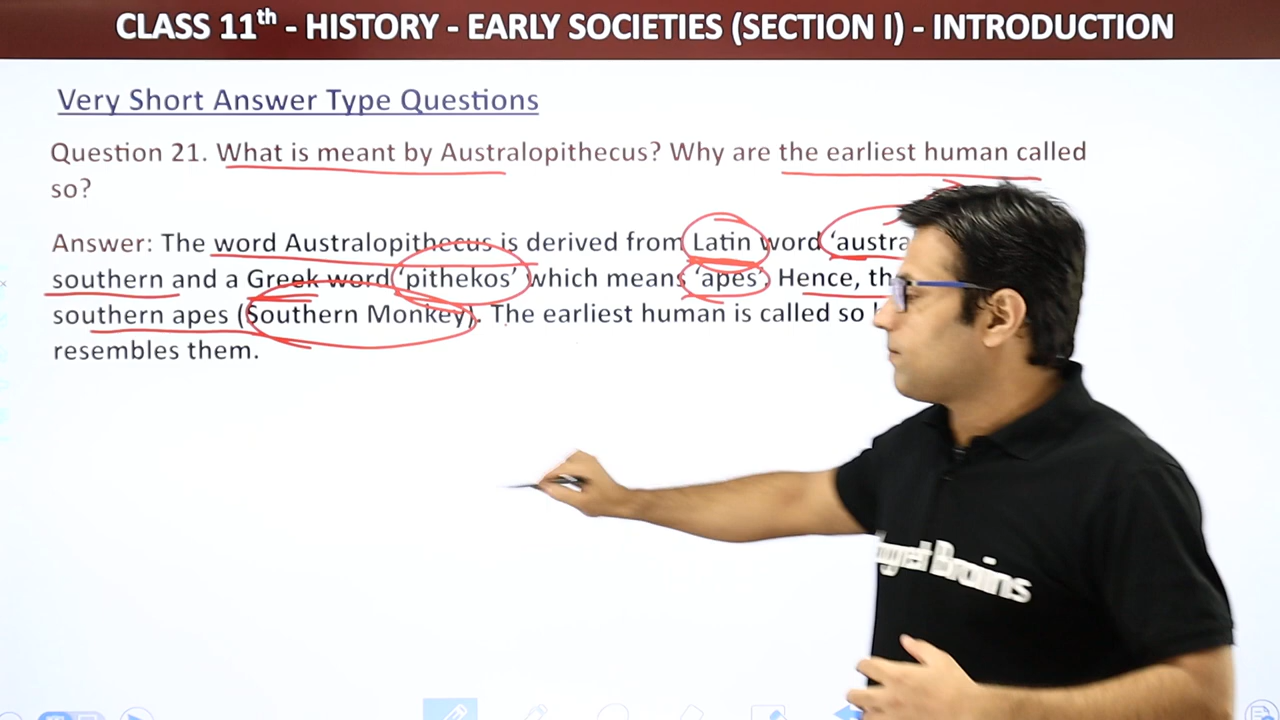 CLASS 11th - HISTORY - EARLY SOCIETIES (SECTION I) - INTRODUCTION
Very Short Answer Type Questions
Question 21. What is meant by Australopithecus? Why are the earliest human called
so?
Answer: The word Australopithecus is derived from Latin word ‘austra
southern and a Greek word ‘pithekos’ which means ‘apes’. Hence, th
southern apes (Southern Monkey). The earliest human is called so
resembles them.
Brains